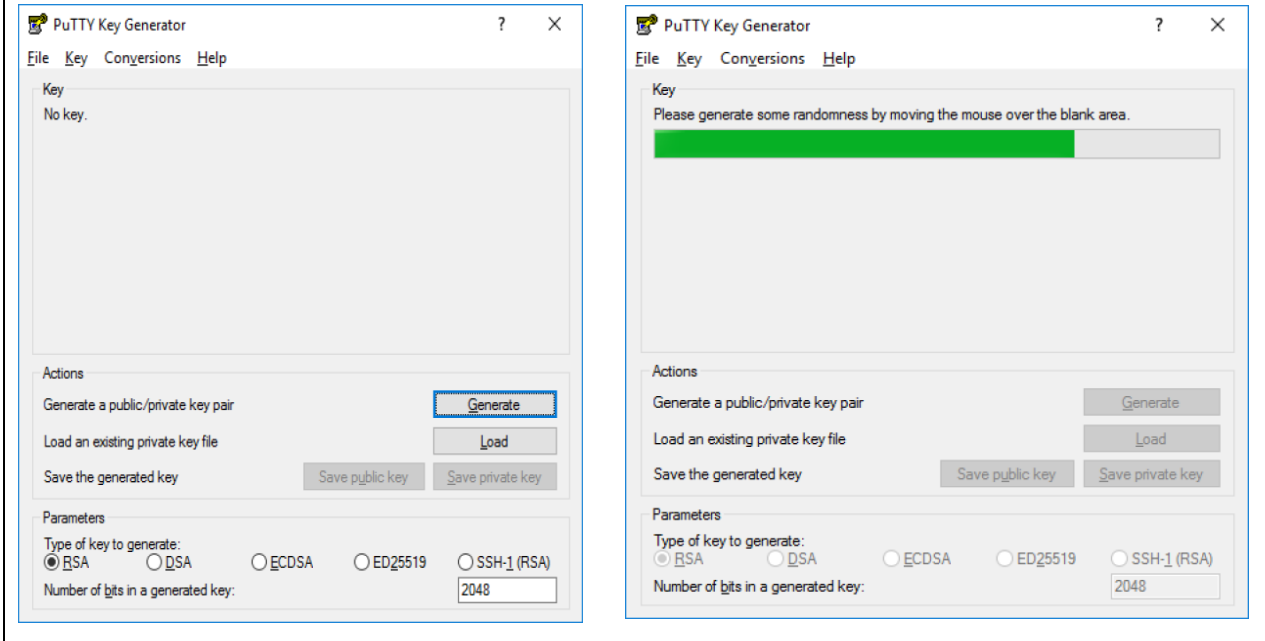 PuTTY Key Generator ? X
File Key Conversions Help
Key
No key.
Actions
Generate a public/private key pair Generate
Load an existing private key file Load
Save the generated key Save public key Save private key
Parameters
Type of key to generate:
RSA DSA ECDSA ED25519 SSH-1 (RSA)
Number of bits in a generated key: 2048
PuTTY Key Generator ? X
File Key Conversions Help
Key
Please generate some randomness by moving the mouse over the blank area.
Actions
Generate a public/private key pair Generate
Load an existing private key file Load
Save the generated key Save public key Save private key
Parameters
Type of key to generate:
RSA DSA ECDSA ED25519 SSH-1 (RSA)
Number of bits in a generated key: 2048